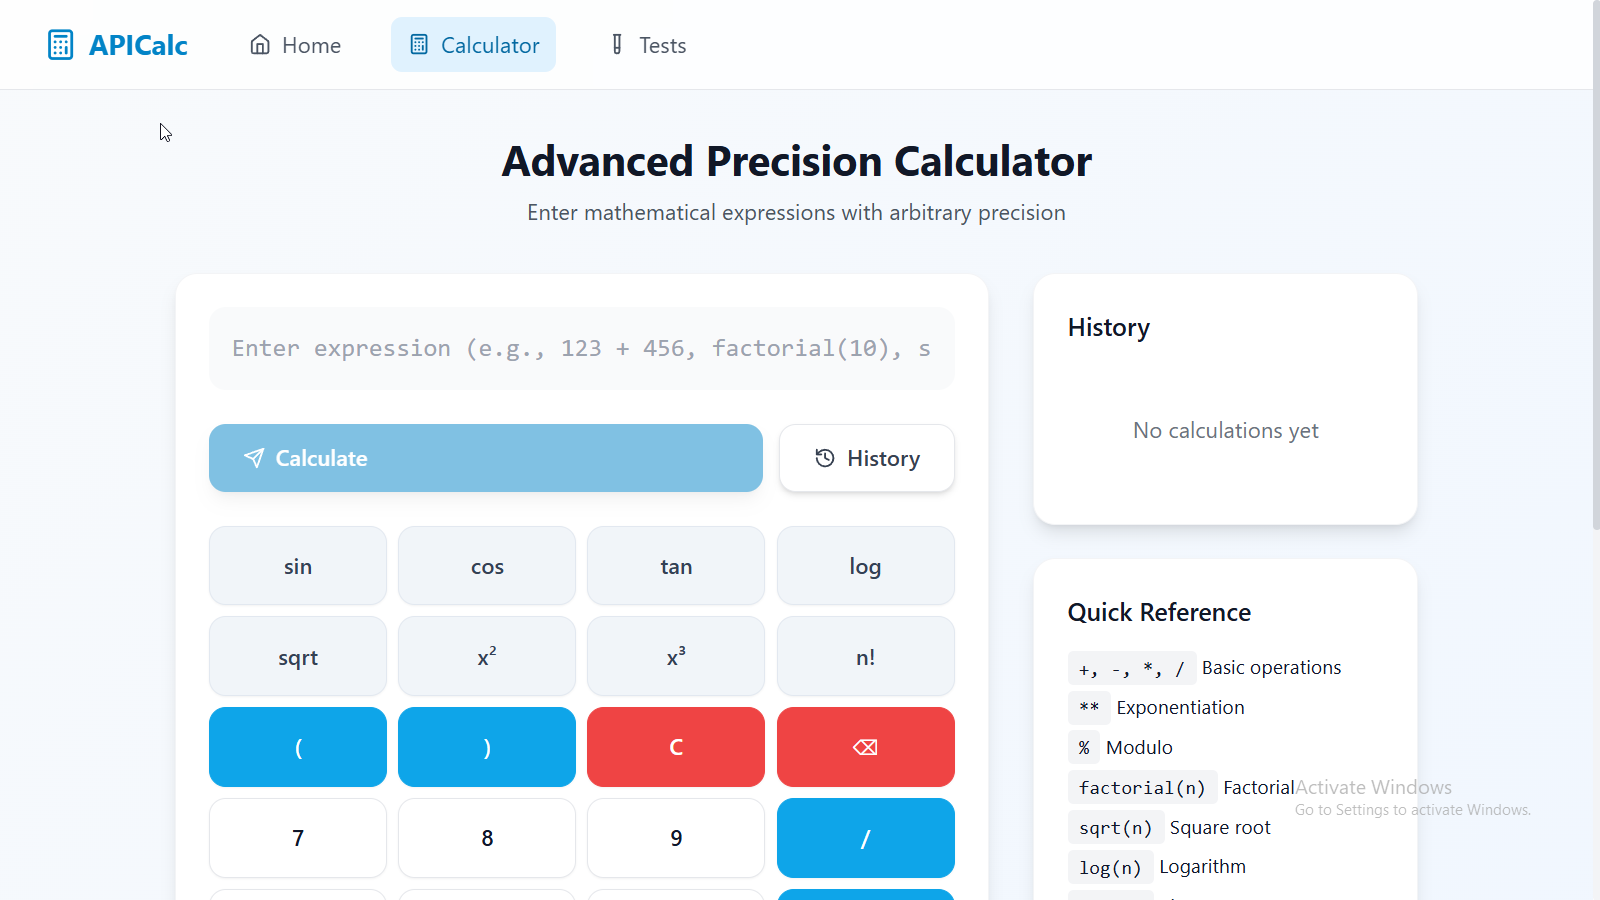 APICalc
Home
Calculator
Tests
Advanced Precision Calculator
Enter mathematical expressions with arbitrary precision
Enter expression (e.g., 123 + 456, factorial(10), s
Calculate
History
sin
cos
tan
log
sqrt
x²
x³
n!
(
)
C
⌫
7
8
9
/
History
No calculations yet
Quick Reference
+, -, *, / Basic operations
** Exponentiation
% Modulo
factorial(n) Factorial
sqrt(n) Square root
log(n) Logarithm
Activate Windows
Go to Settings to activate Windows.